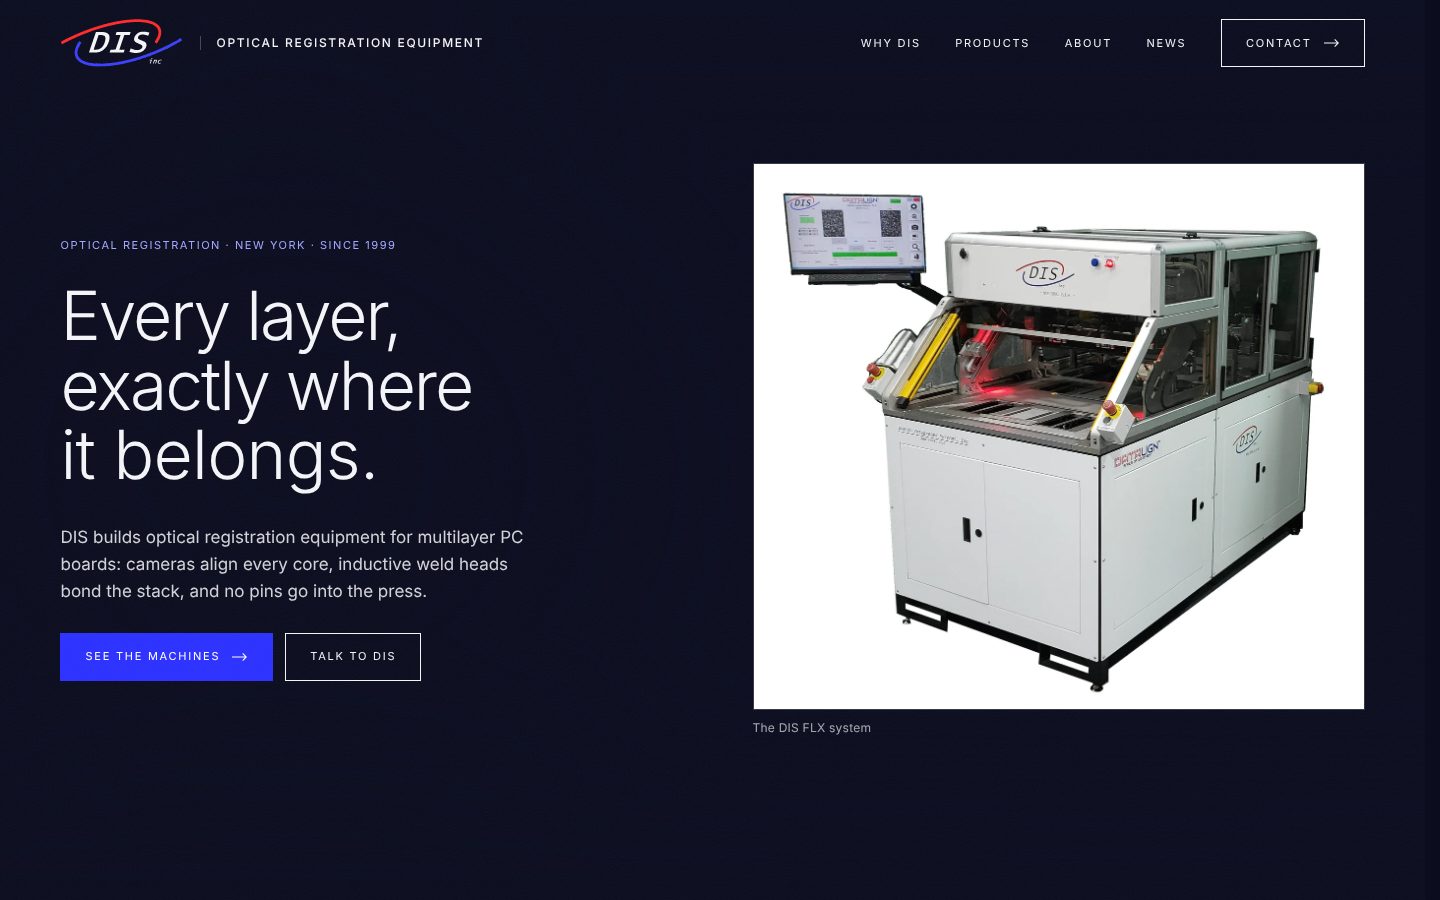 DIS
inc
OPTICAL REGISTRATION EQUIPMENT
WHY DIS
PRODUCTS
ABOUT
NEWS
CONTACT
OPTICAL REGISTRATION · NEW YORK · SINCE 1999
Every layer,
exactly where
it belongs.
DIS builds optical registration equipment for multilayer PC
boards: cameras align every core, inductive weld heads
bond the stack, and no pins go into the press.
SEE THE MACHINES
TALK TO DIS
DIS
DIS
DIS
The DIS FLX system